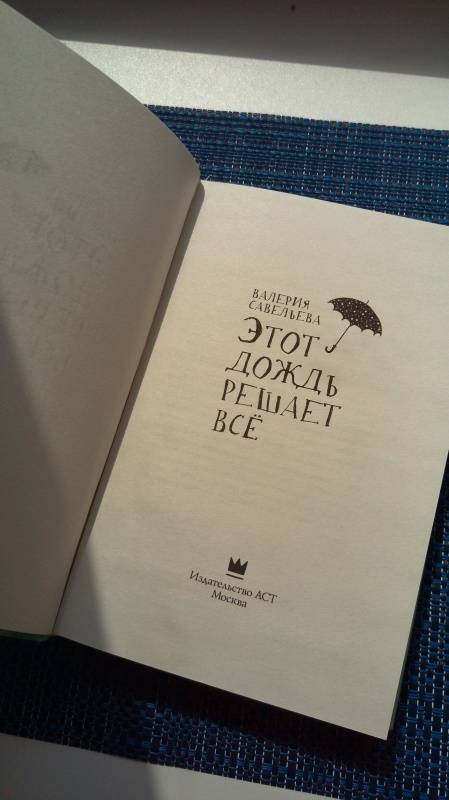 ВАЛЕРИЯ
САВЕЛЬЕВА
ЭТОТ
ДОЖДЬ
РЕШАЕТ
ВСЁ
Издательство АСТ
Москва